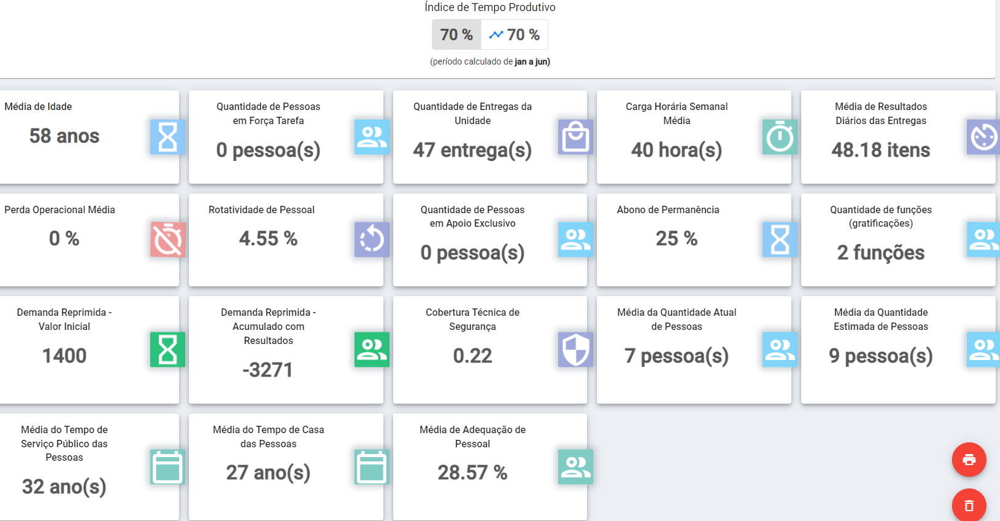 Índice de Tempo Produtivo
70 % 70 %
(período calculado de jan a jun)
Média de Idade
58 anos
Quantidade de Pessoas
em Força Tarefa
0 pessoa(s)
Quantidade de Entregas da
Unidade
47 entrega(s)
Carga Horária Semanal
Média
40 hora(s)
Média de Resultados
Diários das Entregas
48.18 itens
Perda Operacional Média
0 %
Rotatividade de Pessoal
4.55 %
Quantidade de Pessoas
em Apoio Exclusivo
0 pessoa(s)
Abono de Permanência
25 %
Quantidade de funções
(gratificações)
2 funções
Demanda Reprimida -
Valor Inicial
1400
Demanda Reprimida -
Acumulado com
Resultados
-3271
Cobertura Técnica de
Segurança
0.22
Média da Quantidade Atual
de Pessoas
7 pessoa(s)
Média da Quantidade
Estimada de Pessoas
9 pessoa(s)
Média do Tempo de
Serviço Público das
Pessoas
32 ano(s)
Média do Tempo de Casa
das Pessoas
27 ano(s)
Média de Adequação de
Pessoal
28.57 %